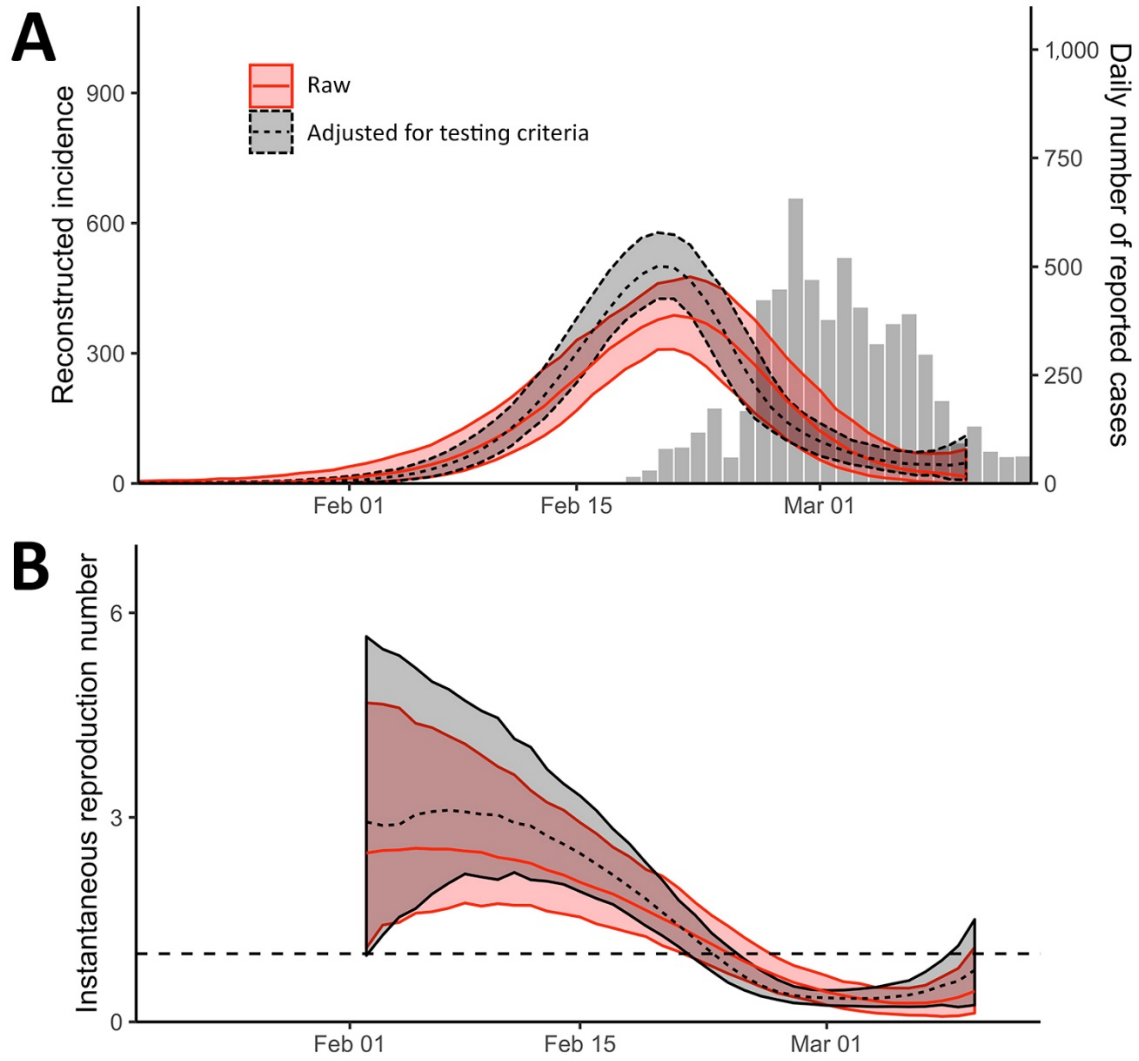 A
Reconstructed incidence
900
600
300
0
Raw
Adjusted for testing criteria
1,000
750
500
250
0
Daily number of reported cases
Feb 01
Feb 15
Mar 01
B
Instantaneous reproduction number
6
3
0
Feb 01
Feb 15
Mar 01